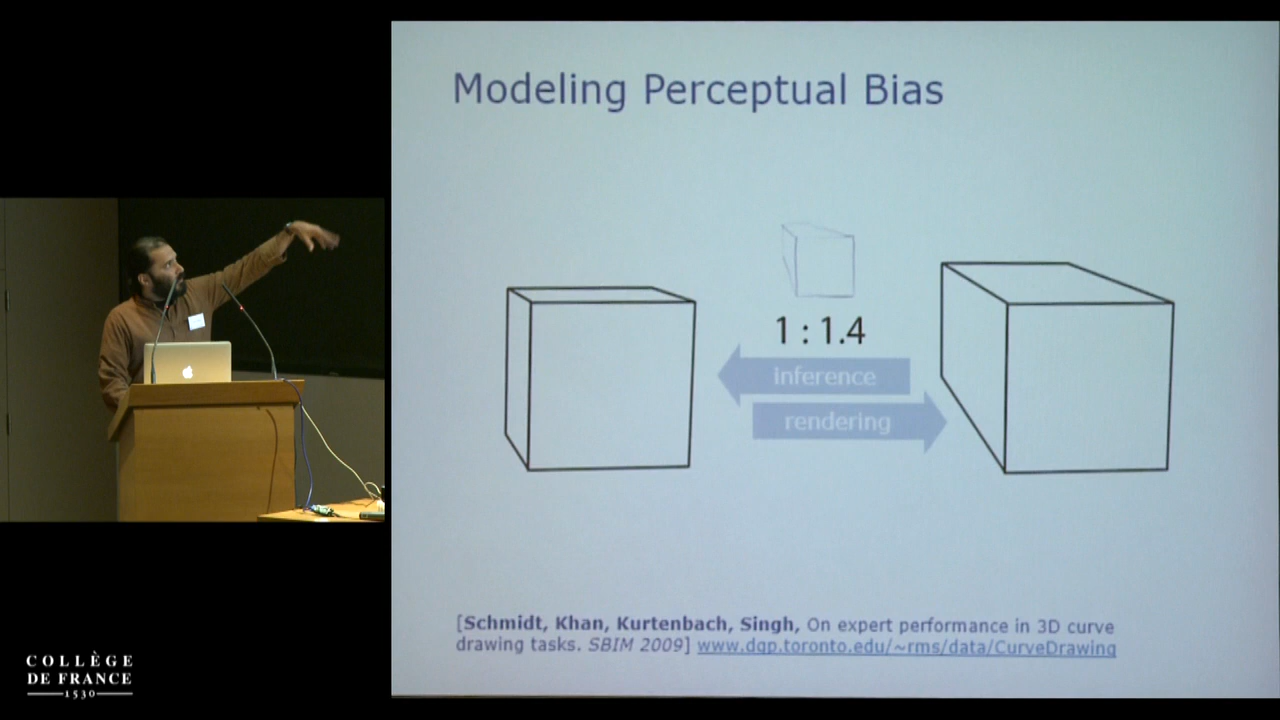 Modeling Perceptual Bias
1 : 1.4
inference
rendering
[Schmidt, Khan, Kurtenbach, Singh, On expert performance in 3D curve
drawing tasks. SBIM 2009] www.dgp.toronto.edu/~rms/data/CurveDrawing
COLLÈGE
DE FRANCE
1530